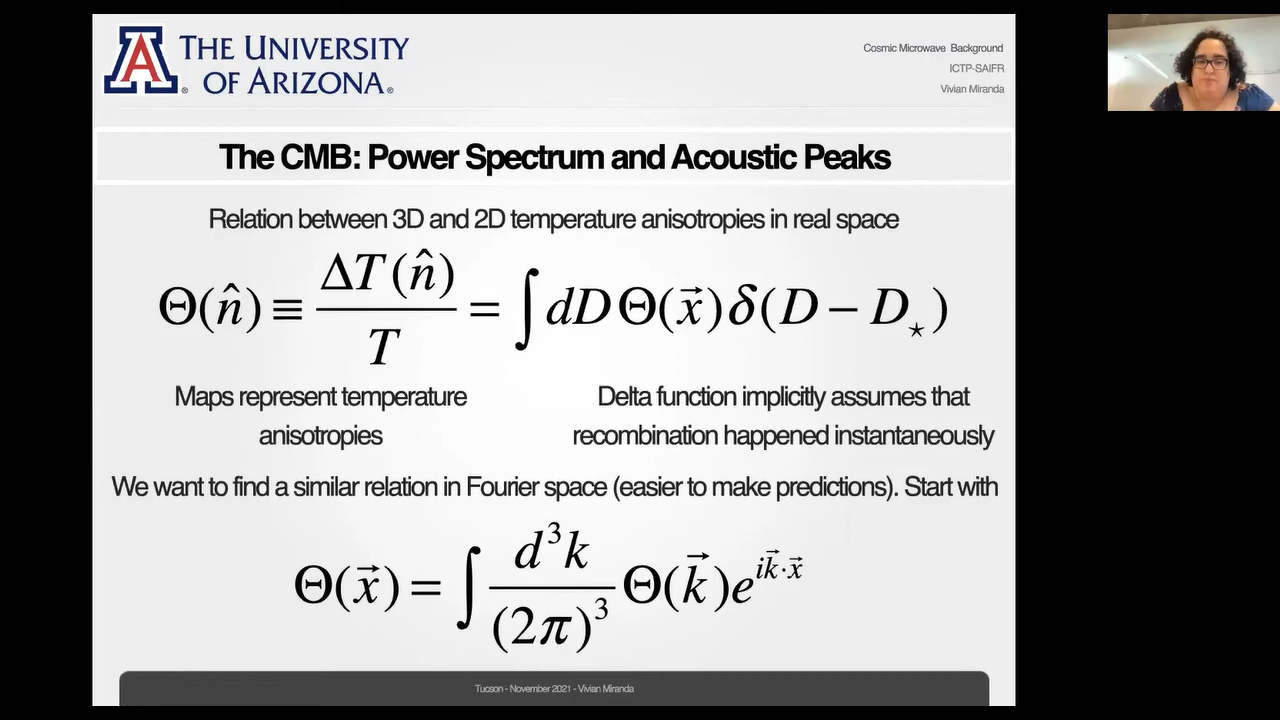 THE UNIVERSITY
OF ARIZONA.
A
Cosmic Microwave Background
ICTP-SAIFR
Vivian Miranda
The CMB: Power Spectrum and Acoustic Peaks
Relation between 3D and 2D temperature anisotropies in real space
Θ(n̂) ≡ ΔT(n̂)/T = ∫ dD Θ(x⃗) δ(D − D⋆)
Maps represent temperature
anisotropies
Delta function implicitly assumes that
recombination happened instantaneously
We want to find a similar relation in Fourier space (easier to make predictions). Start with
Θ(x⃗) = ∫ d³k/(2π)³ Θ(k⃗) e^{ik⃗·x⃗}
Tucson - November 2021 - Vivian Miranda